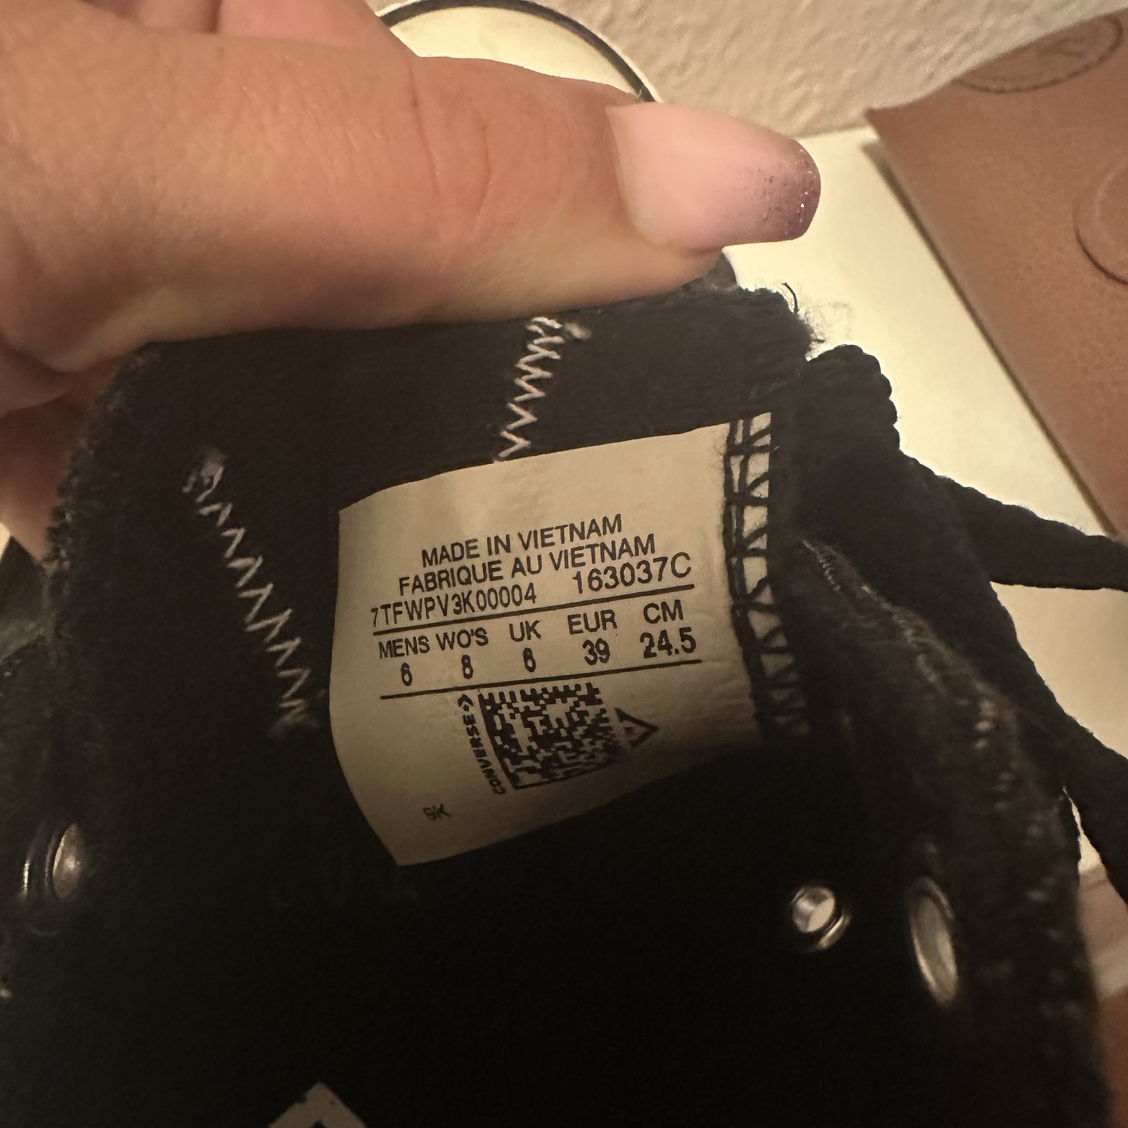 MADE IN VIETNAM
FABRIQUE AU VIETNAM
7TFWPV3K00004 163037C
MENS WO'S UK EUR CM
6 8 6 39 24.5
CONVERSE